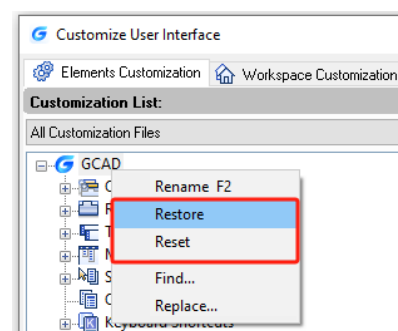 Customize User Interface
Elements Customization
Workspace Customization
Customization List:
All Customization Files
GCAD
Rename F2
Restore
Reset
Find...
Replace...
Keyboard Shortcuts